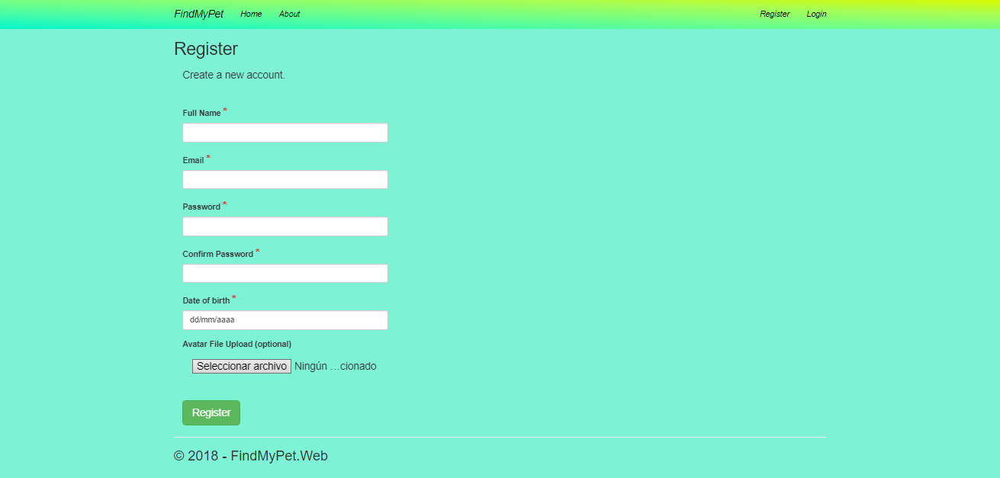 FindMyPet Home About Register Login
Register
Create a new account.
Full Name *
Email *
Password *
Confirm Password *
Date of birth *
dd/mm/aaaa
Avatar File Upload (optional)
Seleccionar archivo Ningún …cionado
Register
© 2018 - FindMyPet.Web